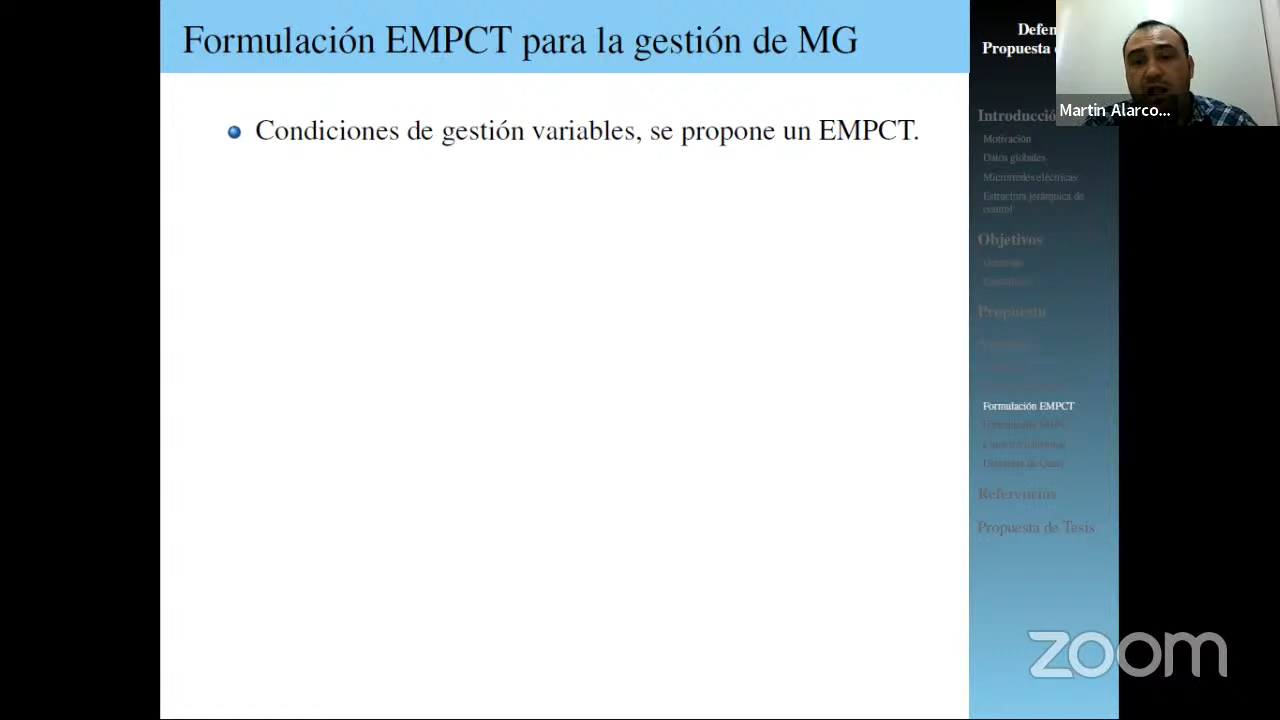 Formulación EMPCT para la gestión de MG
Condiciones de gestión variables, se propone un EMPCT.
Defen
Propuesta
Martin Alarco...
Introducció
Motivación
Datos globales
Microrredes eléctricas
Estructura jerárquica de
control
Objetivos
Propuesta
Formulación EMPCT
Referencias
Propuesta de Tesis
zoom